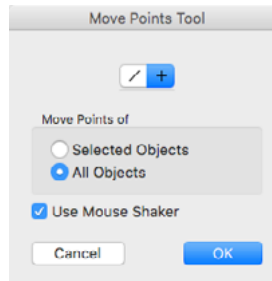 Move Points Tool
Move Points of
Selected Objects
All Objects
Use Mouse Shaker
Cancel OK